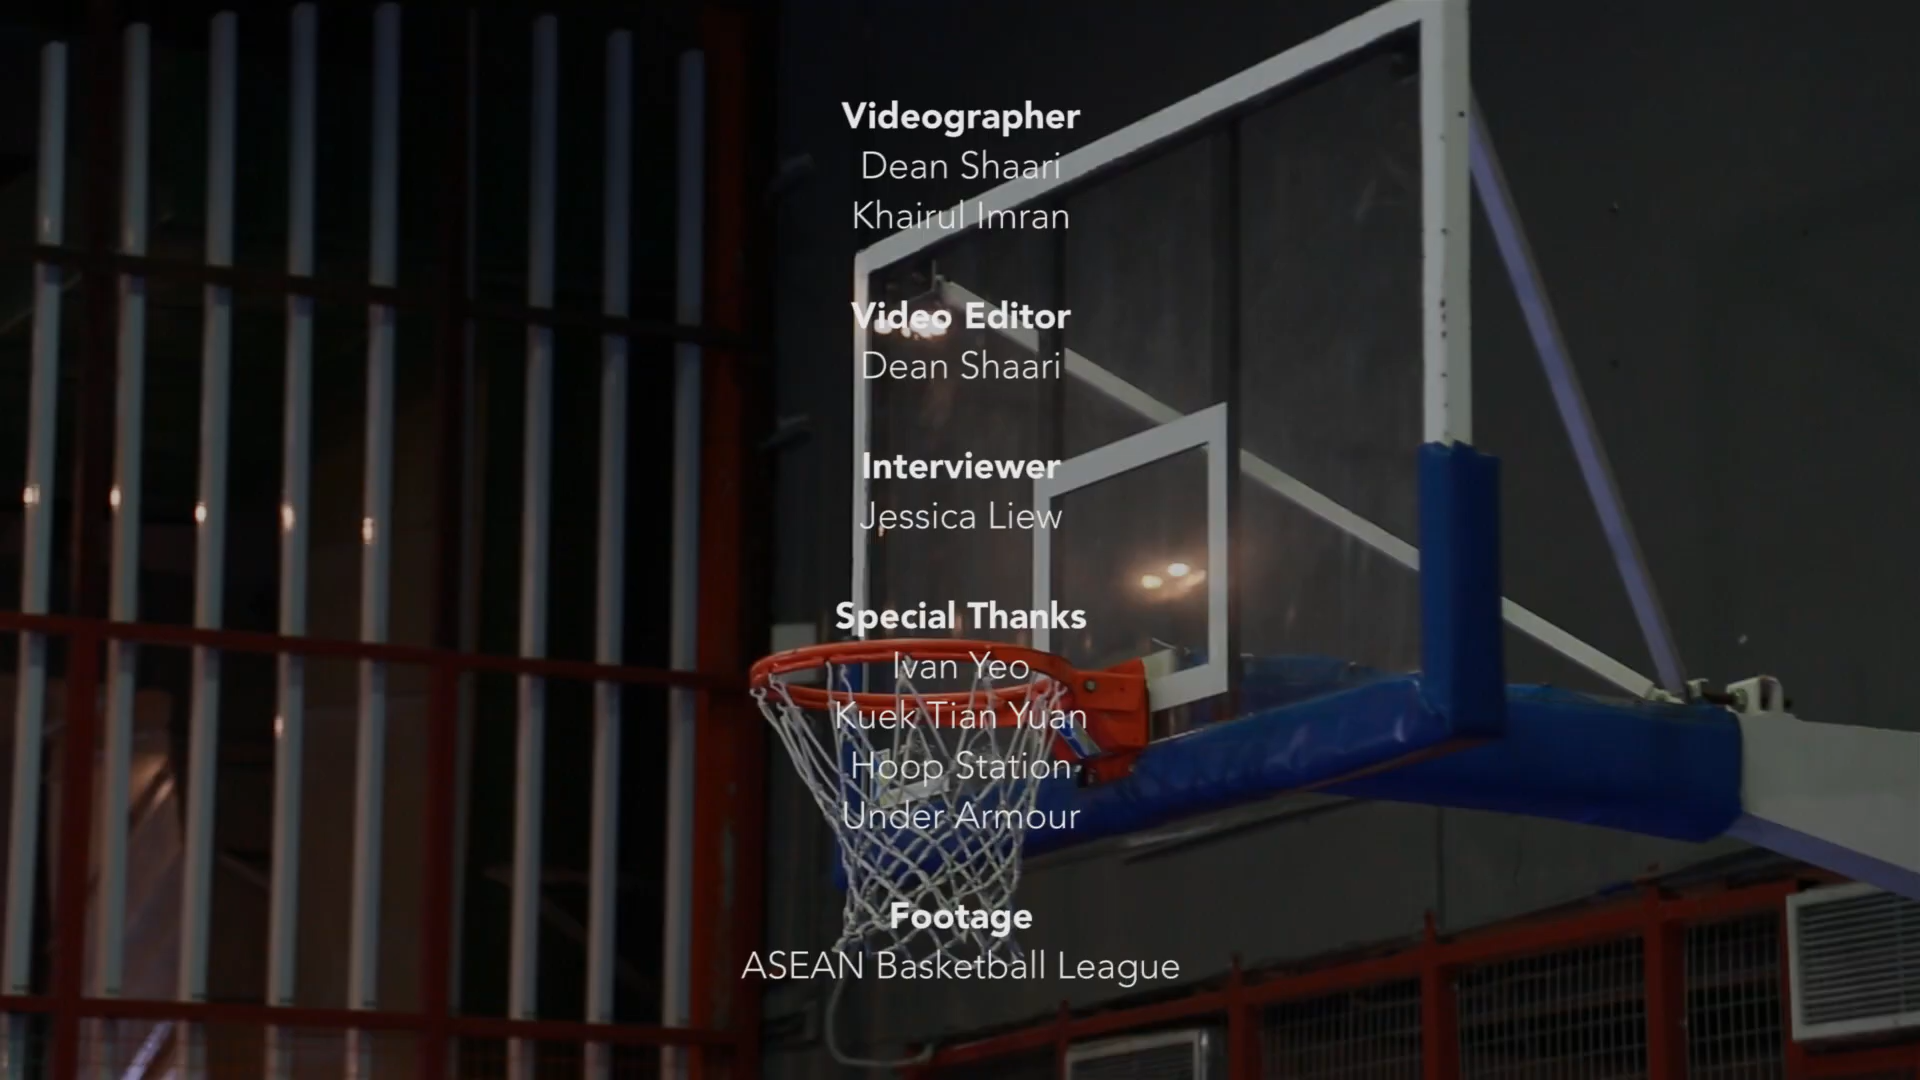 Videographer
Dean Shaari
Khairul Imran
Video Editor
Dean Shaari
Interviewer
Jessica Liew
Special Thanks
Ivan Yeo
Kuek Tian Yuan
Hoop Station
Under Armour
Footage
ASEAN Basketball League